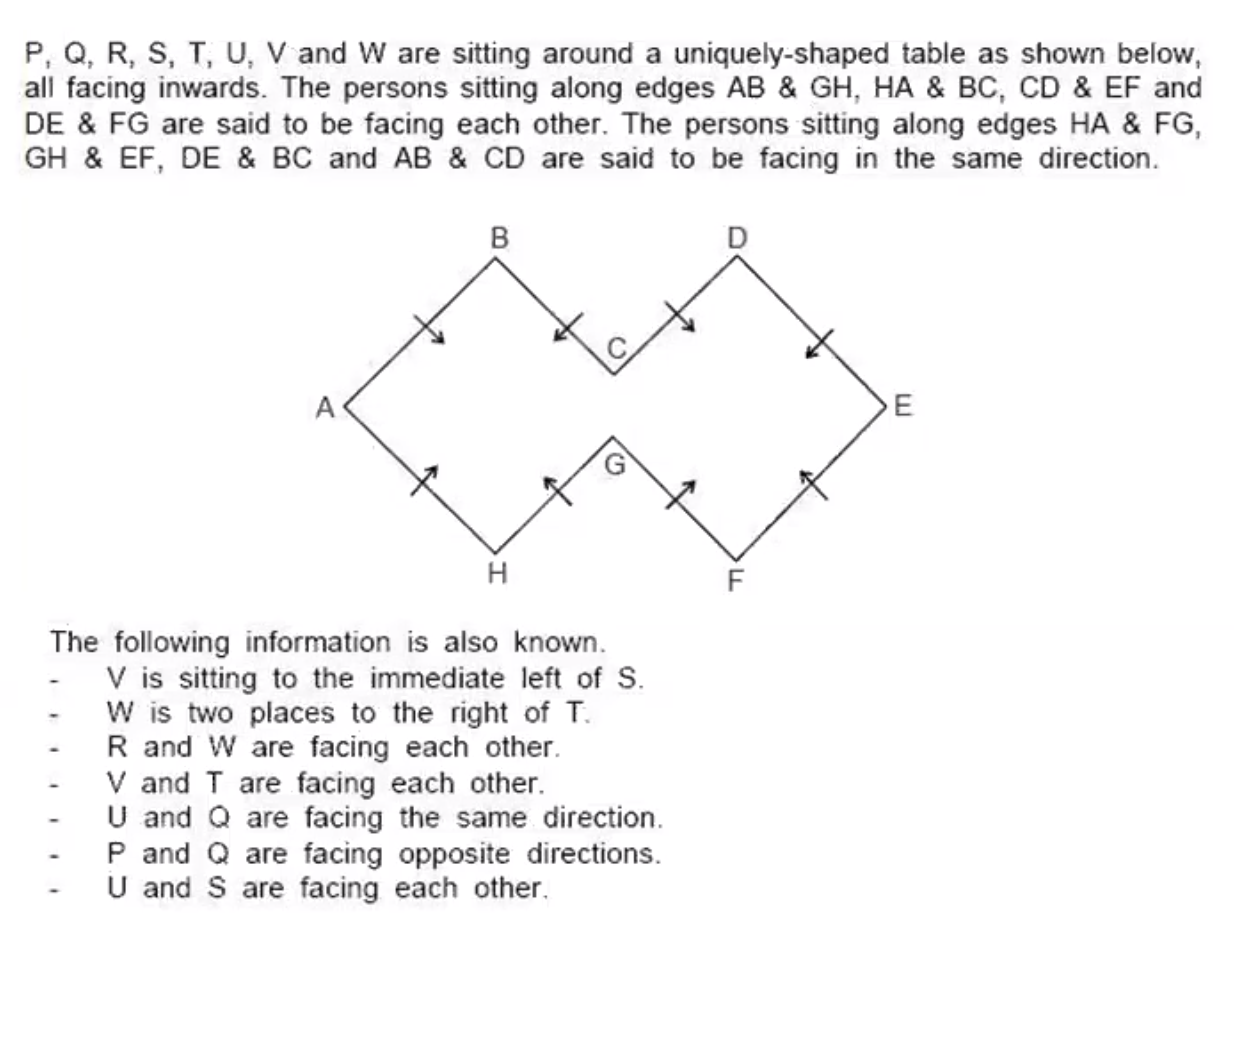 P, Q, R, S, T, U, V and W are sitting around a uniquely-shaped table as shown below,
all facing inwards. The persons sitting along edges AB & GH, HA & BC, CD & EF and
DE & FG are said to be facing each other. The persons sitting along edges HA & FG,
GH & EF, DE & BC and AB & CD are said to be facing in the same direction.
B D
C
A E
G
H F
The following information is also known.
- V is sitting to the immediate left of S.
- W is two places to the right of T.
- R and W are facing each other.
- V and T are facing each other.
- U and Q are facing the same direction.
- P and Q are facing opposite directions.
- U and S are facing each other.